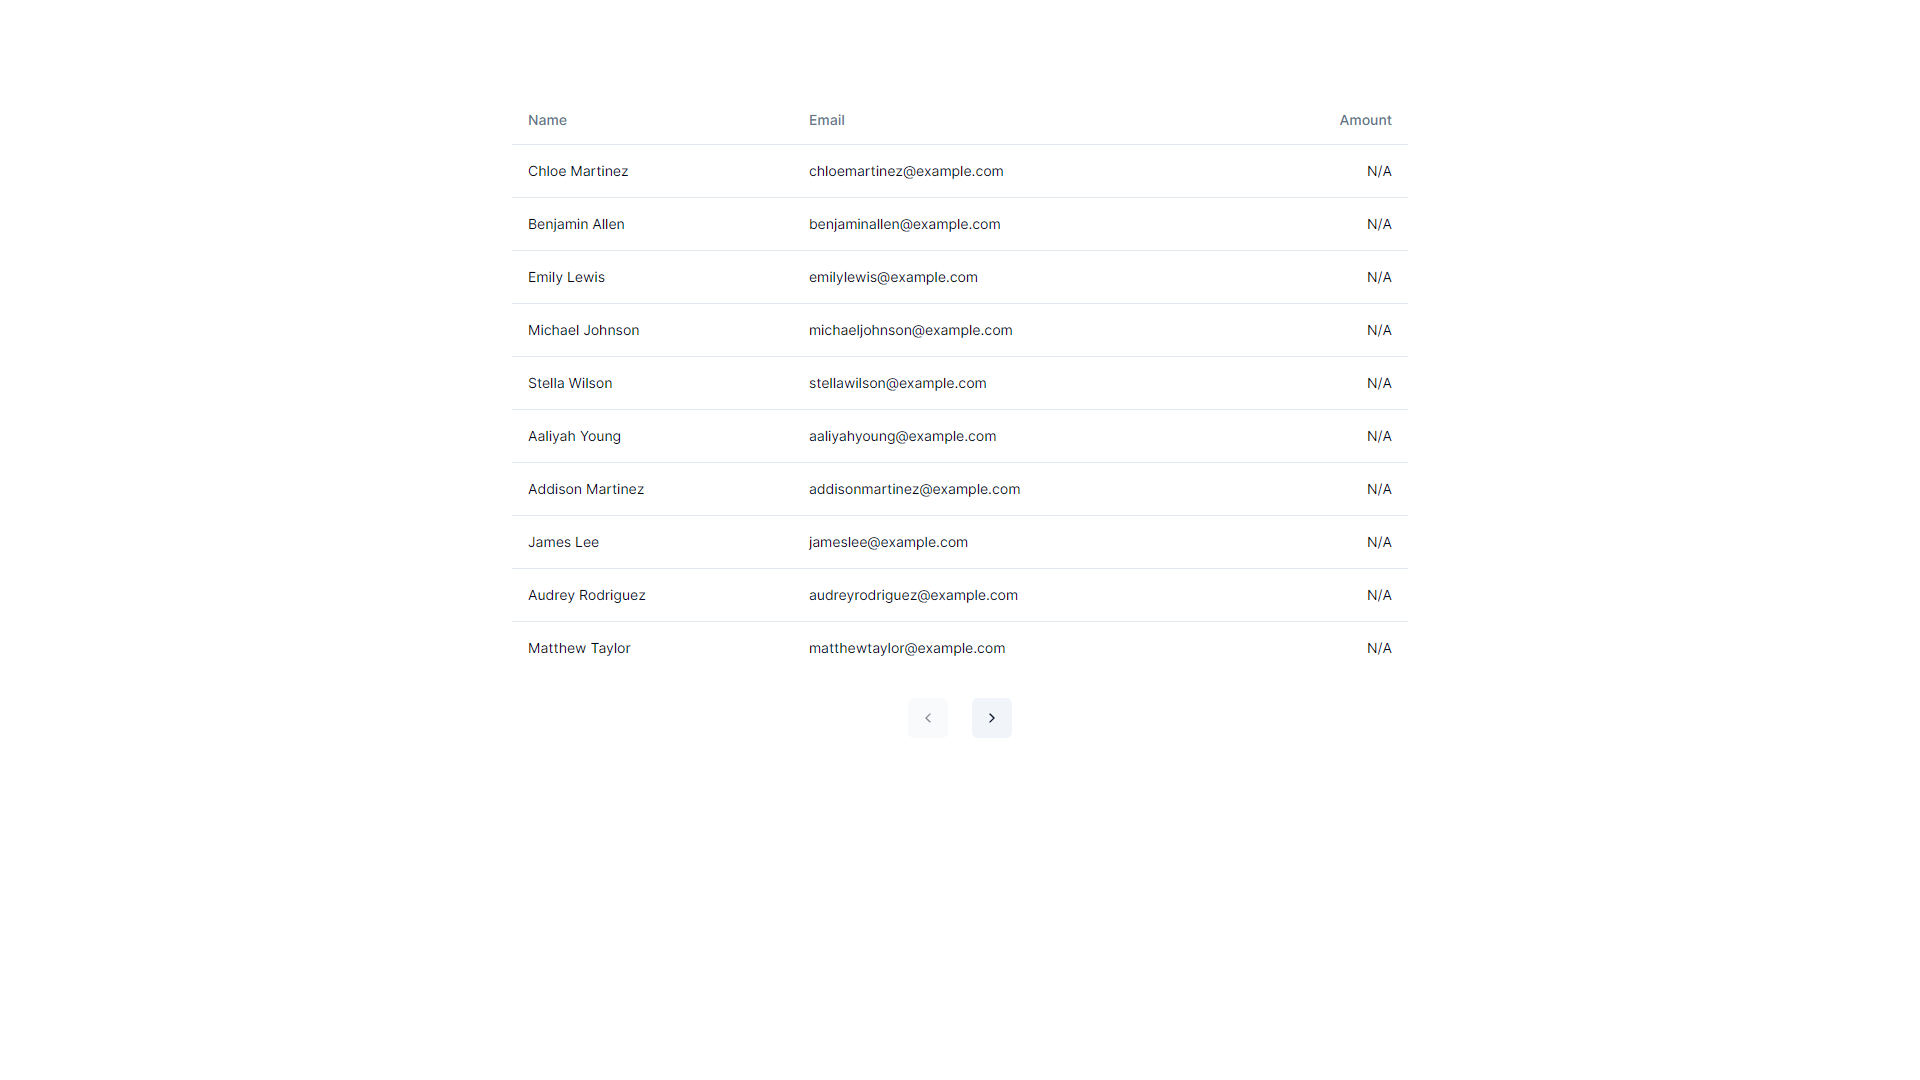 Name Email Amount
Chloe Martinez chloemartinez@example.com N/A
Benjamin Allen benjaminallen@example.com N/A
Emily Lewis emilylewis@example.com N/A
Michael Johnson michaeljohnson@example.com N/A
Stella Wilson stellawilson@example.com N/A
Aaliyah Young aaliyahyoung@example.com N/A
Addison Martinez addisonmartinez@example.com N/A
James Lee jameslee@example.com N/A
Audrey Rodriguez audreyrodriguez@example.com N/A
Matthew Taylor matthewtaylor@example.com N/A